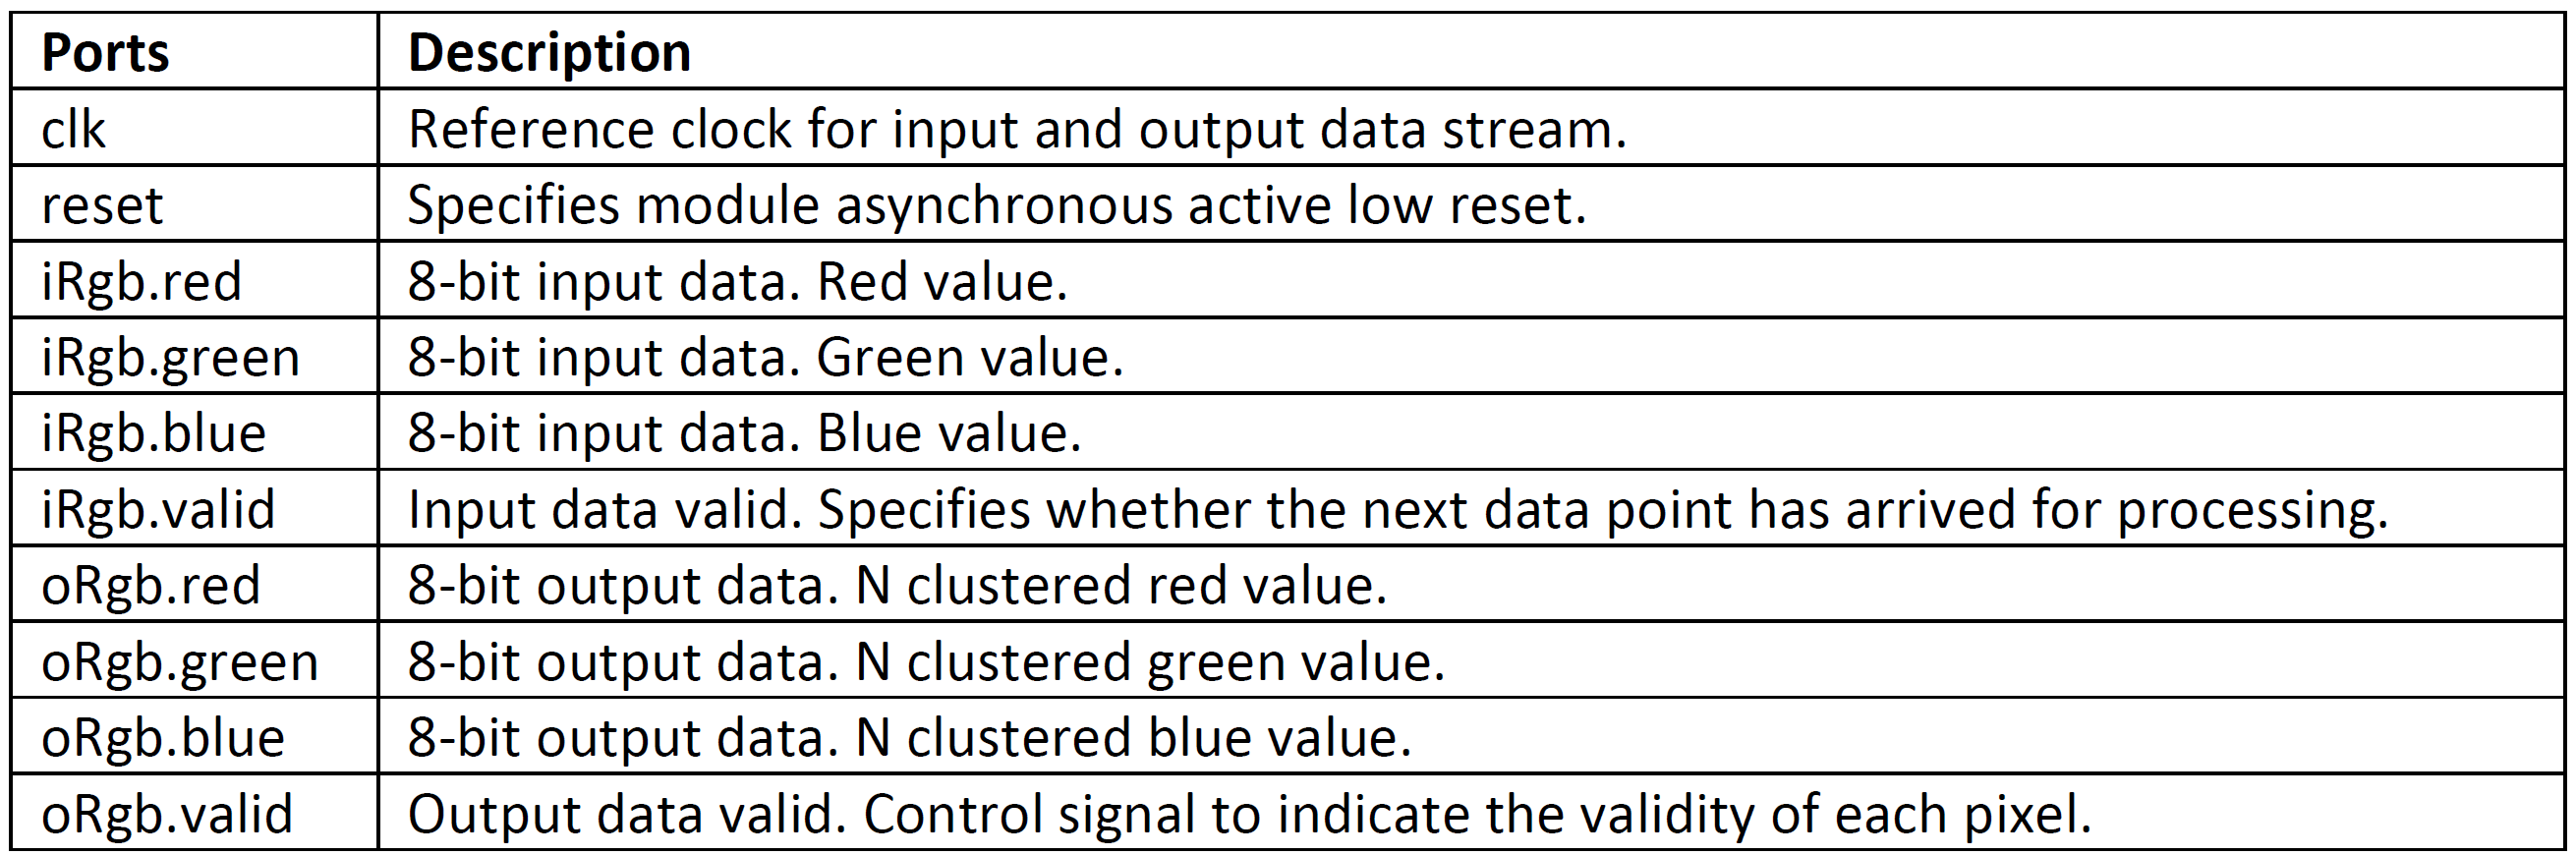 Ports Description
clk Reference clock for input and output data stream.
reset Specifies module asynchronous active low reset.
iRgb.red 8-bit input data. Red value.
iRgb.green 8-bit input data. Green value.
iRgb.blue 8-bit input data. Blue value.
iRgb.valid Input data valid. Specifies whether the next data point has arrived for processing.
oRgb.red 8-bit output data. N clustered red value.
oRgb.green 8-bit output data. N clustered green value.
oRgb.blue 8-bit output data. N clustered blue value.
oRgb.valid Output data valid. Control signal to indicate the validity of each pixel.